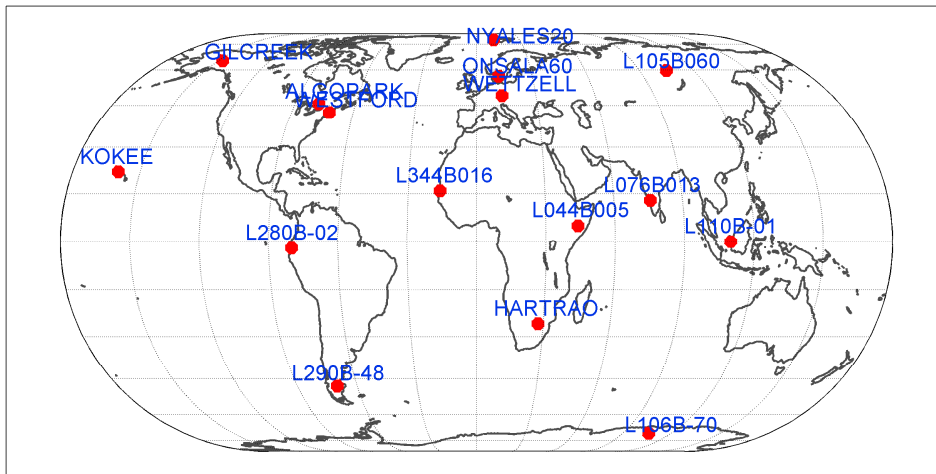 NYALES20
GILCREEK
L105B060
ONSALA60
WETTZELL
ALGOPARK
WESTFORD
KOKEE
L344B016
L076B013
L044B005
L280B-02
L110B-01
HARTRAO
L290B-48
L106B-70